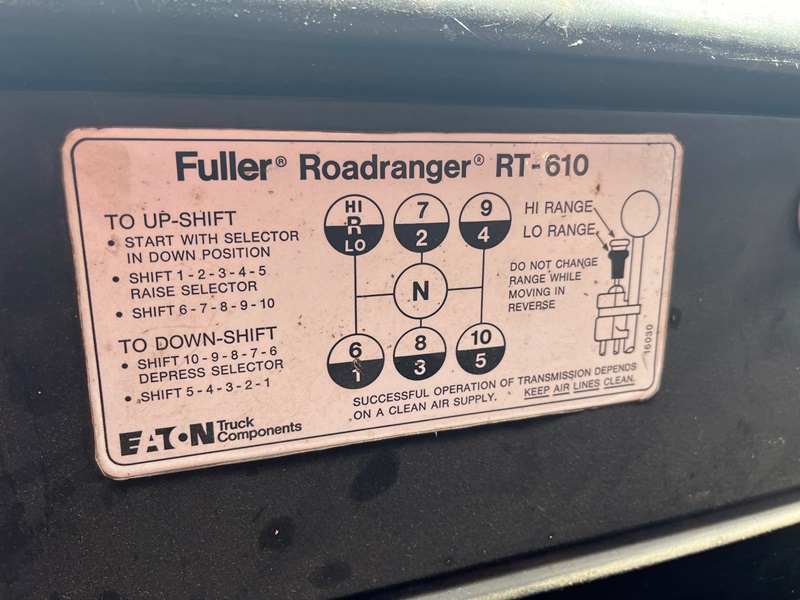 Fuller® Roadranger® RT-610
TO UP-SHIFT
• START WITH SELECTOR
IN DOWN POSITION
• SHIFT 1-2-3-4-5
RAISE SELECTOR
• SHIFT 6-7-8-9-10
TO DOWN-SHIFT
• SHIFT 10-9-8-7-6
DEPRESS SELECTOR
• SHIFT 5-4-3-2-1
HI
R
LO
7
2
9
4
N
6
1
8
3
10
5
HI RANGE
LO RANGE
DO NOT CHANGE
RANGE WHILE
MOVING IN
REVERSE
16030
SUCCESSFUL OPERATION OF TRANSMISSION DEPENDS
ON A CLEAN AIR SUPPLY. KEEP AIR LINES CLEAN.
EATON Truck
Components